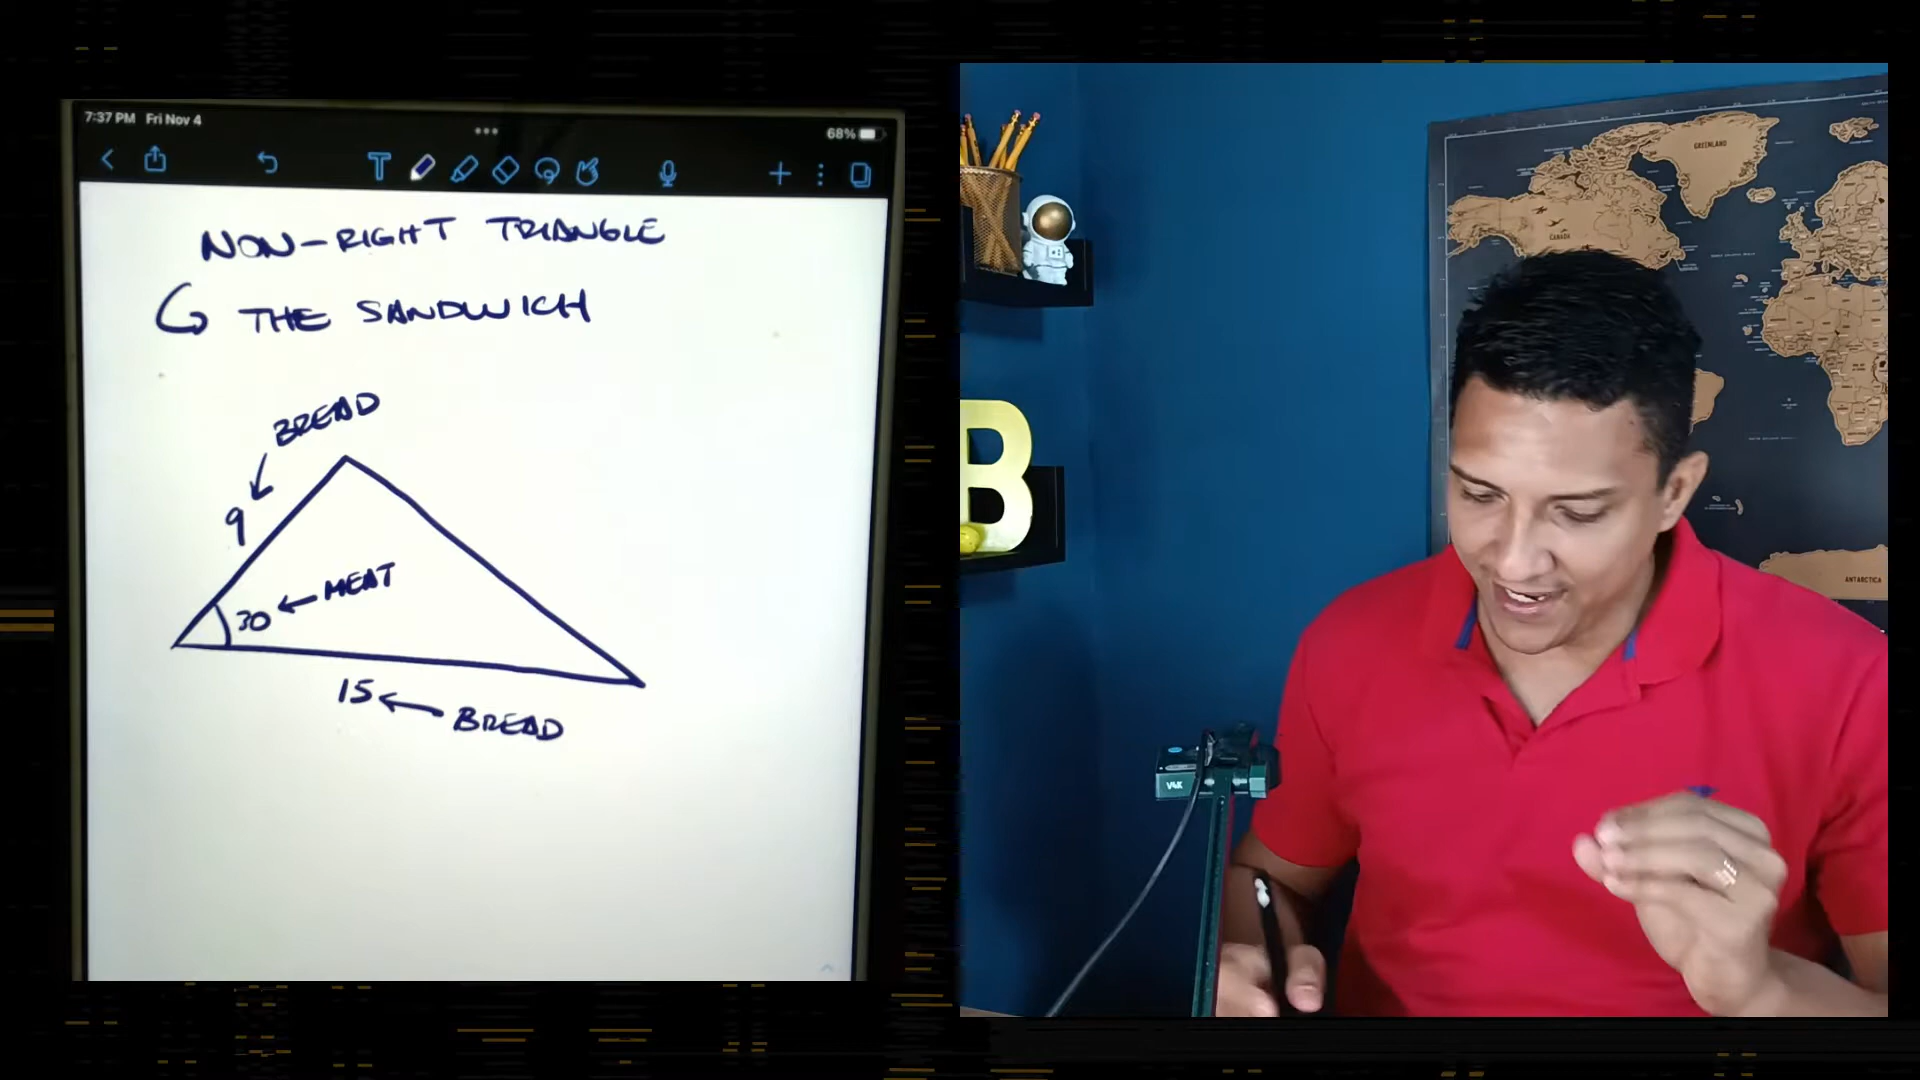 7:37 PM Fri Nov 4
68%
T
NON-RIGHT TRIANGLE
THE SANDWICH
BREAD
9
30 ← MEAT
15 ← BREAD
GREENLAND
CANADA
ANTARCTICA
B
V4K